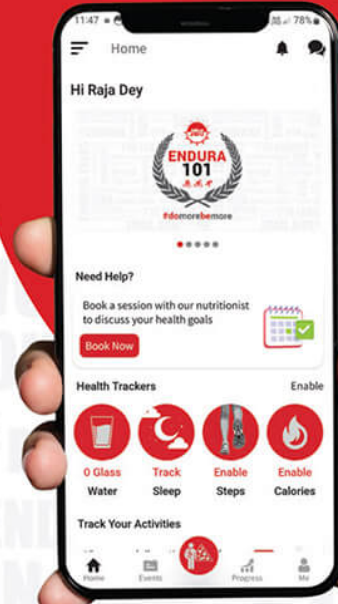 11:47
78%
Home
Hi Raja Dey
ENDURA
101
#domorebemore
Need Help?
Book a session with our nutritionist
to discuss your health goals
Book Now
Health Trackers
Enable
0 Glass
Track
Enable
Enable
Water
Sleep
Steps
Calories
Track Your Activities
Home
Events
Progress
Me